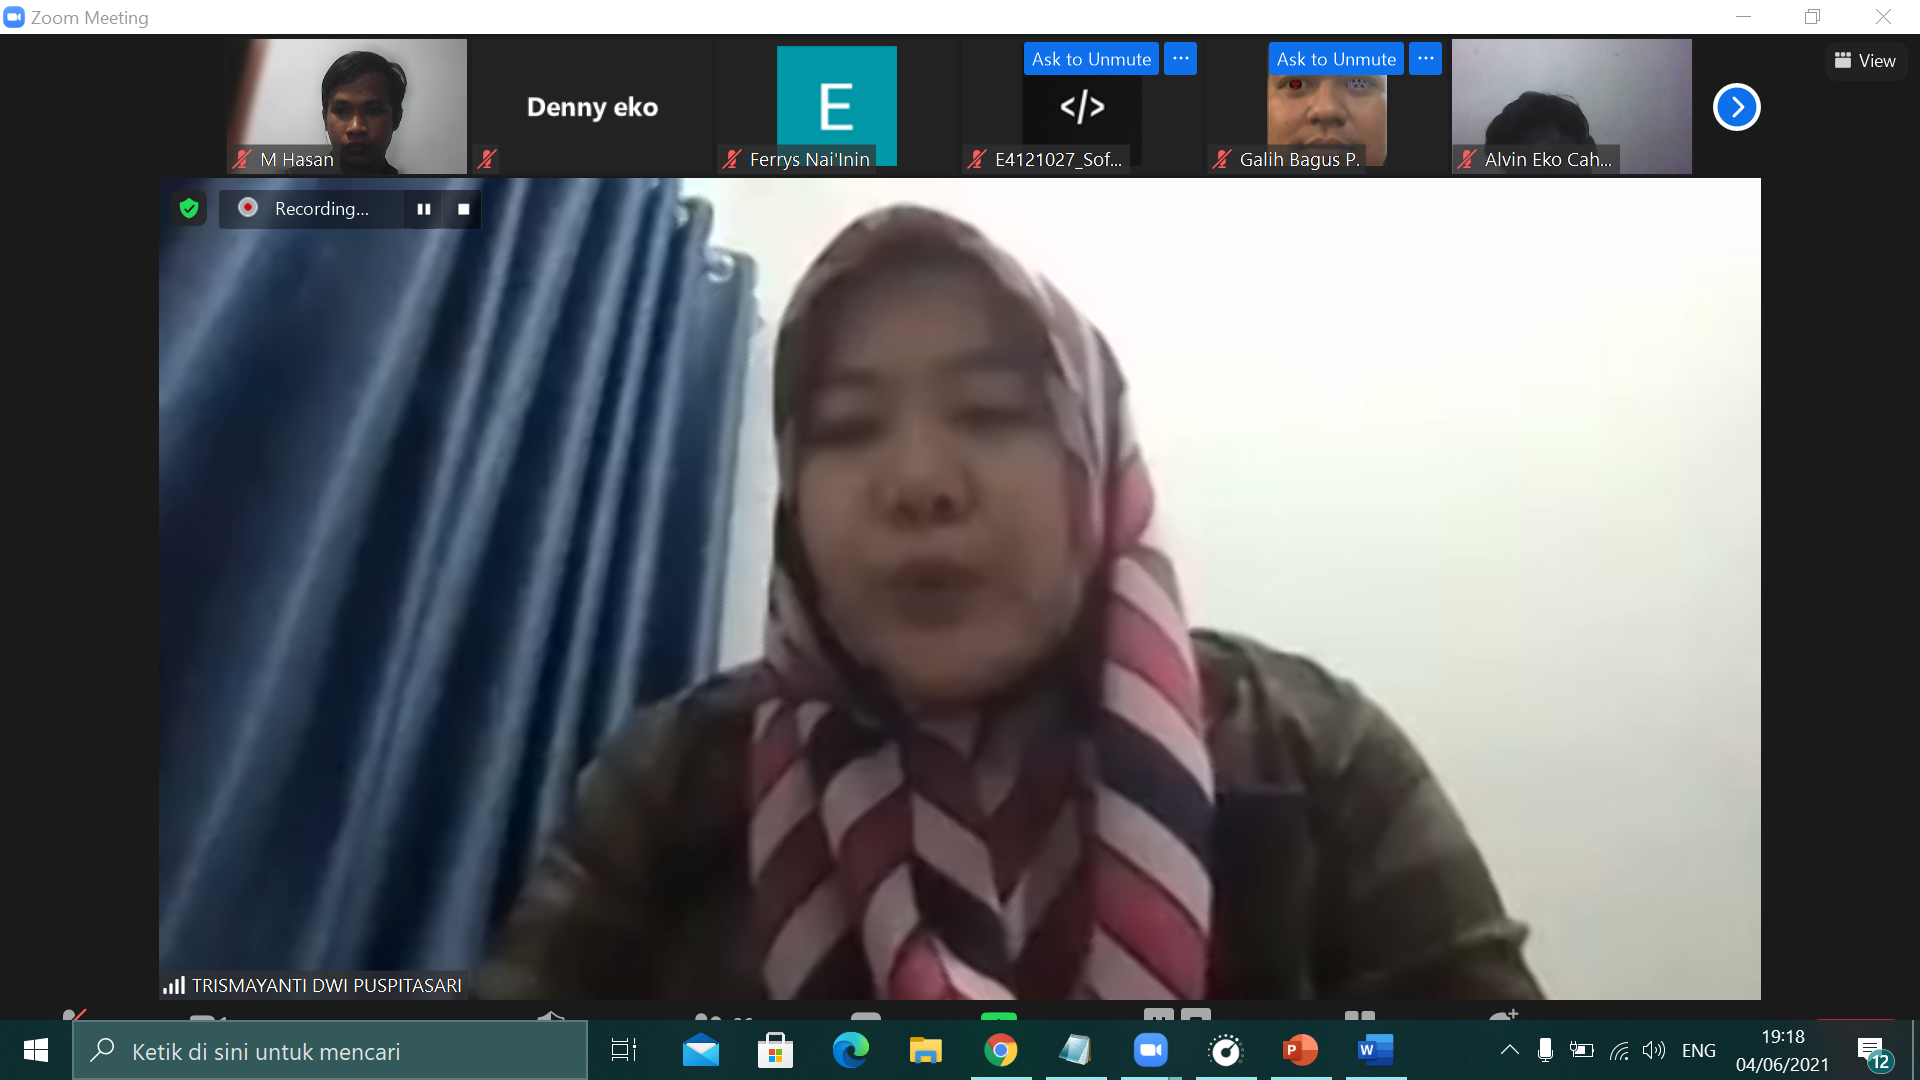 Zoom Meeting
M Hasan
Denny eko
E
Ferrys Nai'Inin
Ask to Unmute ...
</>
E4121027_Sof...
Ask to Unmute ...
Galih Bagus P.
Alvin Eko Cah...
View
Recording...
TRISMAYANTI DWI PUSPITASARI
Ketik di sini untuk mencari
P
W
ENG
19:18
04/06/2021
12